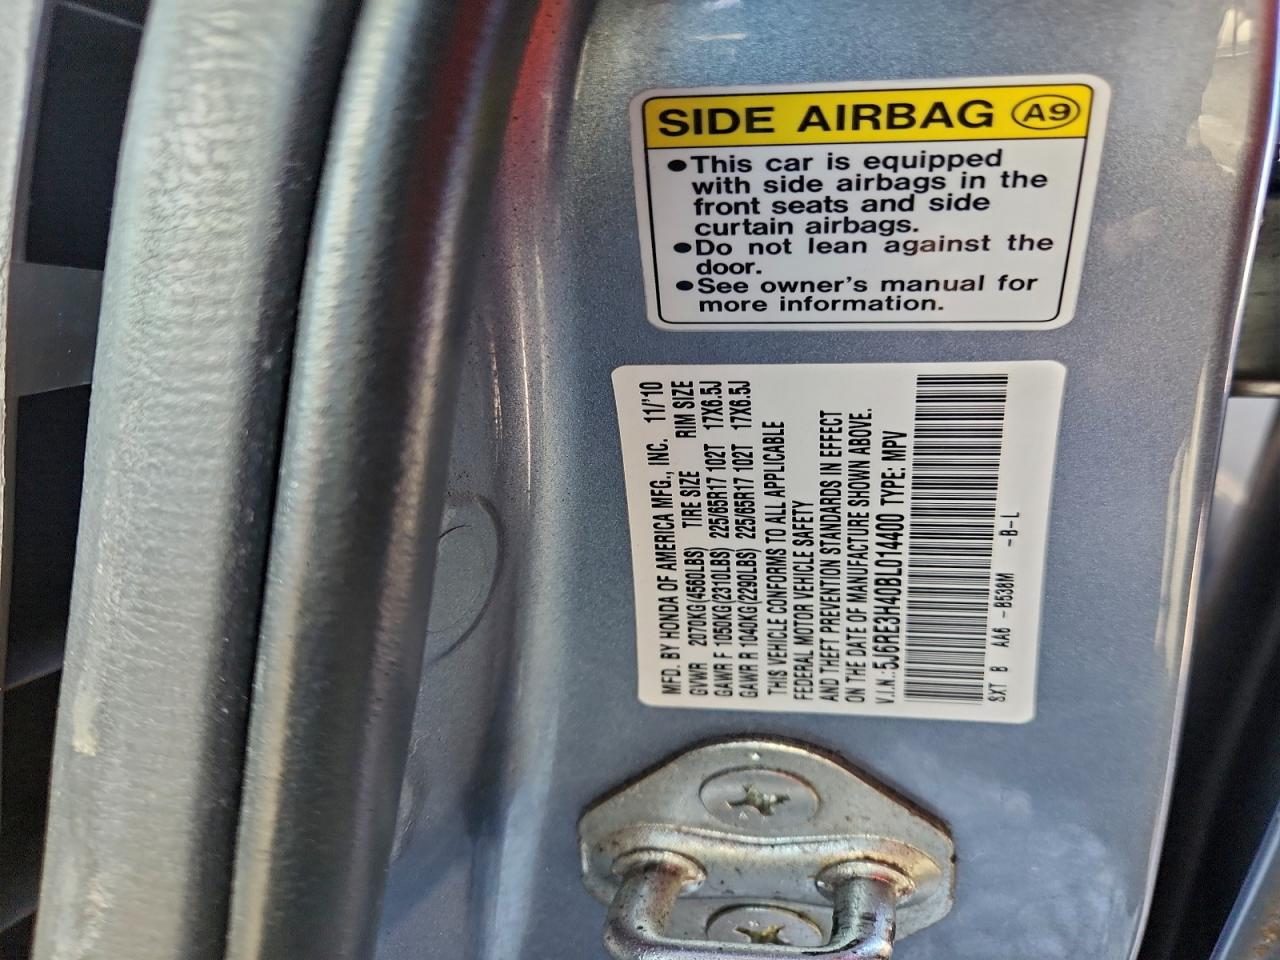 SIDE AIRBAG A9
●This car is equipped
with side airbags in the
front seats and side
curtain airbags.
●Do not lean against the
door.
●See owner's manual for
more information.
MFD. BY HONDA OF AMERICA MFG., INC. 11/'10
GVWR 2070KG(4560LBS) TIRE SIZE RIM SIZE
GAWR F 1050KG(2310LBS) 225/65R17 102T 17X6.5J
GAWR R 1040KG(2290LBS) 225/65R17 102T 17X6.5J
THIS VEHICLE CONFORMS TO ALL APPLICABLE
FEDERAL MOTOR VEHICLE SAFETY
AND THEFT PREVENTION STANDARDS IN EFFECT
ON THE DATE OF MANUFACTURE SHOWN ABOVE.
V.I.N.:5J6RE3H40BL014400 TYPE: MPV
SXT B AA6 -B538M -B-L